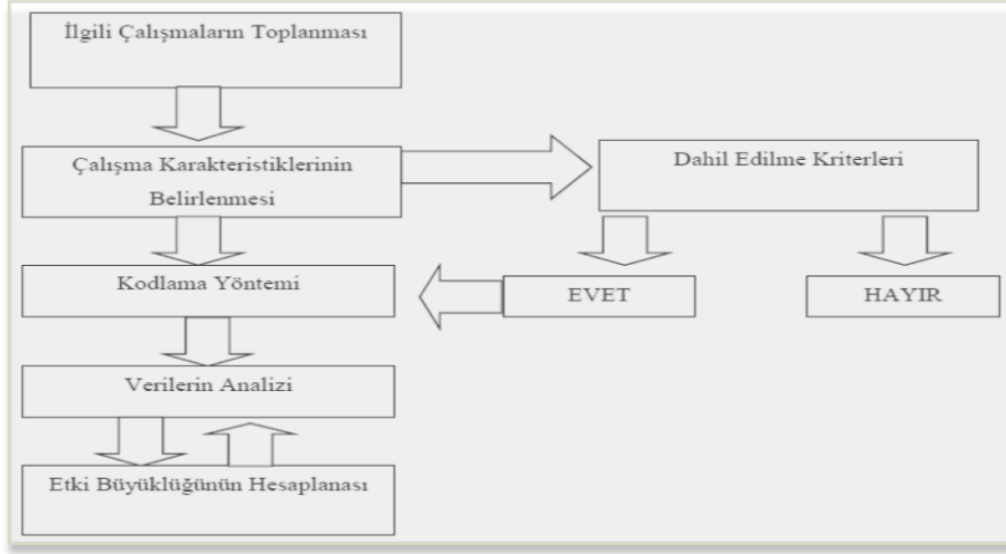 İlgili Çalışmaların Toplanması
Çalışma Karakteristiklerinin
Belirlenmesi
Dahil Edilme Kriterleri
Kodlama Yöntemi
EVET
HAYIR
Verilerin Analizi
Etki Büyüklüğünün Hesaplanası